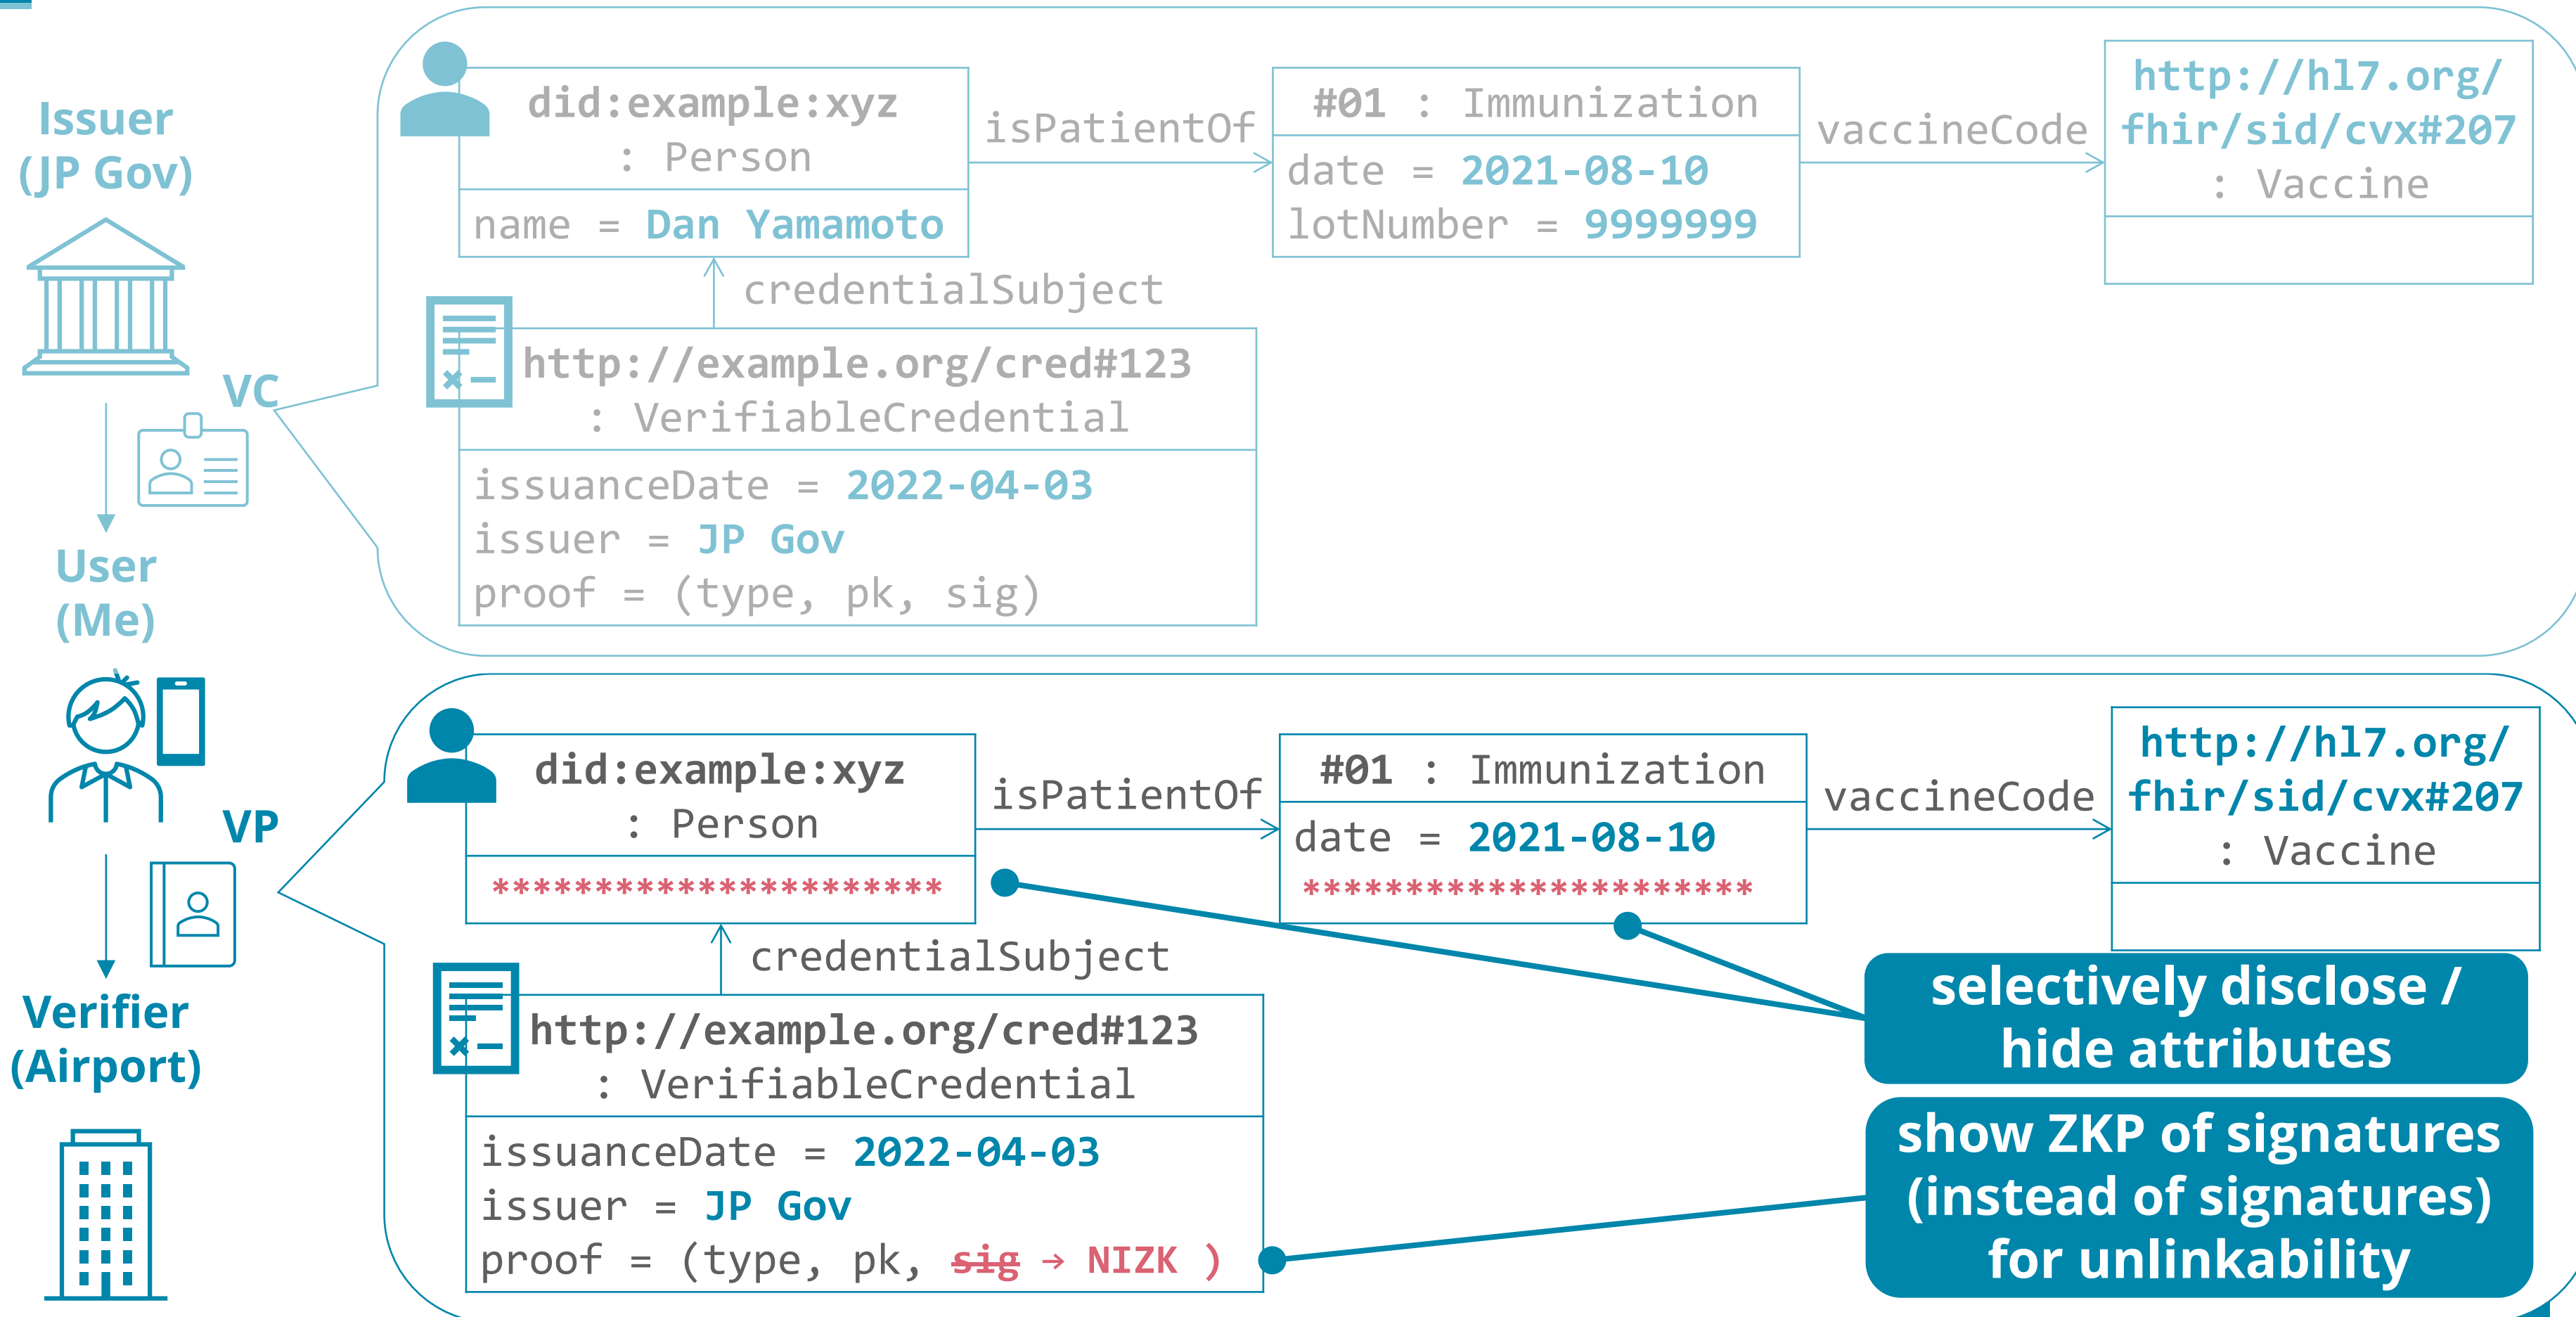 Issuer
(JP Gov)
VC
User
(Me)
VP
Verifier
(Airport)
did:example:xyz
: Person
name = Dan Yamamoto
isPatientOf
#01 : Immunization
date = 2021-08-10
lotNumber = 9999999
vaccineCode
http://hl7.org/
fhir/sid/cvx#207
: Vaccine
credentialSubject
http://example.org/cred#123
: VerifiableCredential
issuanceDate = 2022-04-03
issuer = JP Gov
proof = (type, pk, sig)
did:example:xyz
: Person
**********************
isPatientOf
#01 : Immunization
date = 2021-08-10
**********************
vaccineCode
http://hl7.org/
fhir/sid/cvx#207
: Vaccine
credentialSubject
http://example.org/cred#123
: VerifiableCredential
issuanceDate = 2022-04-03
issuer = JP Gov
proof = (type, pk, sig → NIZK )
selectively disclose /
hide attributes
show ZKP of signatures
(instead of signatures)
for unlinkability